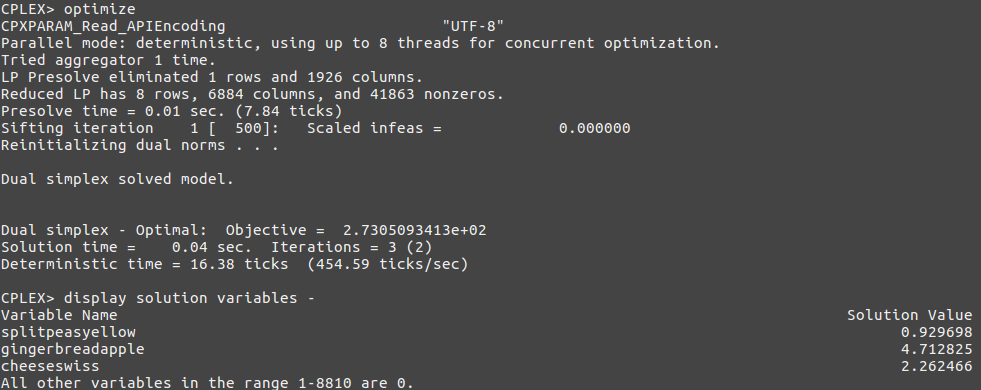 CPLEX> optimize
CPXPARAM_Read_APIEncoding "UTF-8"
Parallel mode: deterministic, using up to 8 threads for concurrent optimization.
Tried aggregator 1 time.
LP Presolve eliminated 1 rows and 1926 columns.
Reduced LP has 8 rows, 6884 columns, and 41863 nonzeros.
Presolve time = 0.01 sec. (7.84 ticks)
Sifting iteration 1 [ 500]: Scaled infeas = 0.000000
Reinitializing dual norms . . .
Dual simplex solved model.
Dual simplex - Optimal: Objective = 2.7305093413e+02
Solution time = 0.04 sec. Iterations = 3 (2)
Deterministic time = 16.38 ticks (454.59 ticks/sec)
CPLEX> display solution variables -
Variable Name Solution Value
splitpeasyellow 0.929698
gingerbreadapple 4.712825
cheeseswiss 2.262466
All other variables in the range 1-8810 are 0.